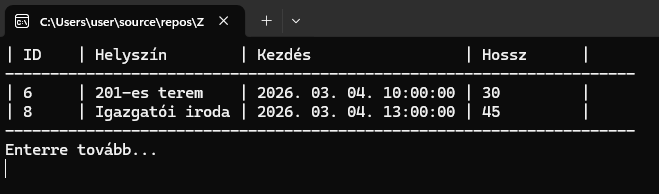 C:\Users\user\source\repos\Z
| ID | Helyszín | Kezdés | Hossz |
----------------------------------------------------------------------
| 6 | 201-es terem | 2026. 03. 04. 10:00:00 | 30 |
| 8 | Igazgatói iroda | 2026. 03. 04. 13:00:00 | 45 |
----------------------------------------------------------------------
Enterre tovább...